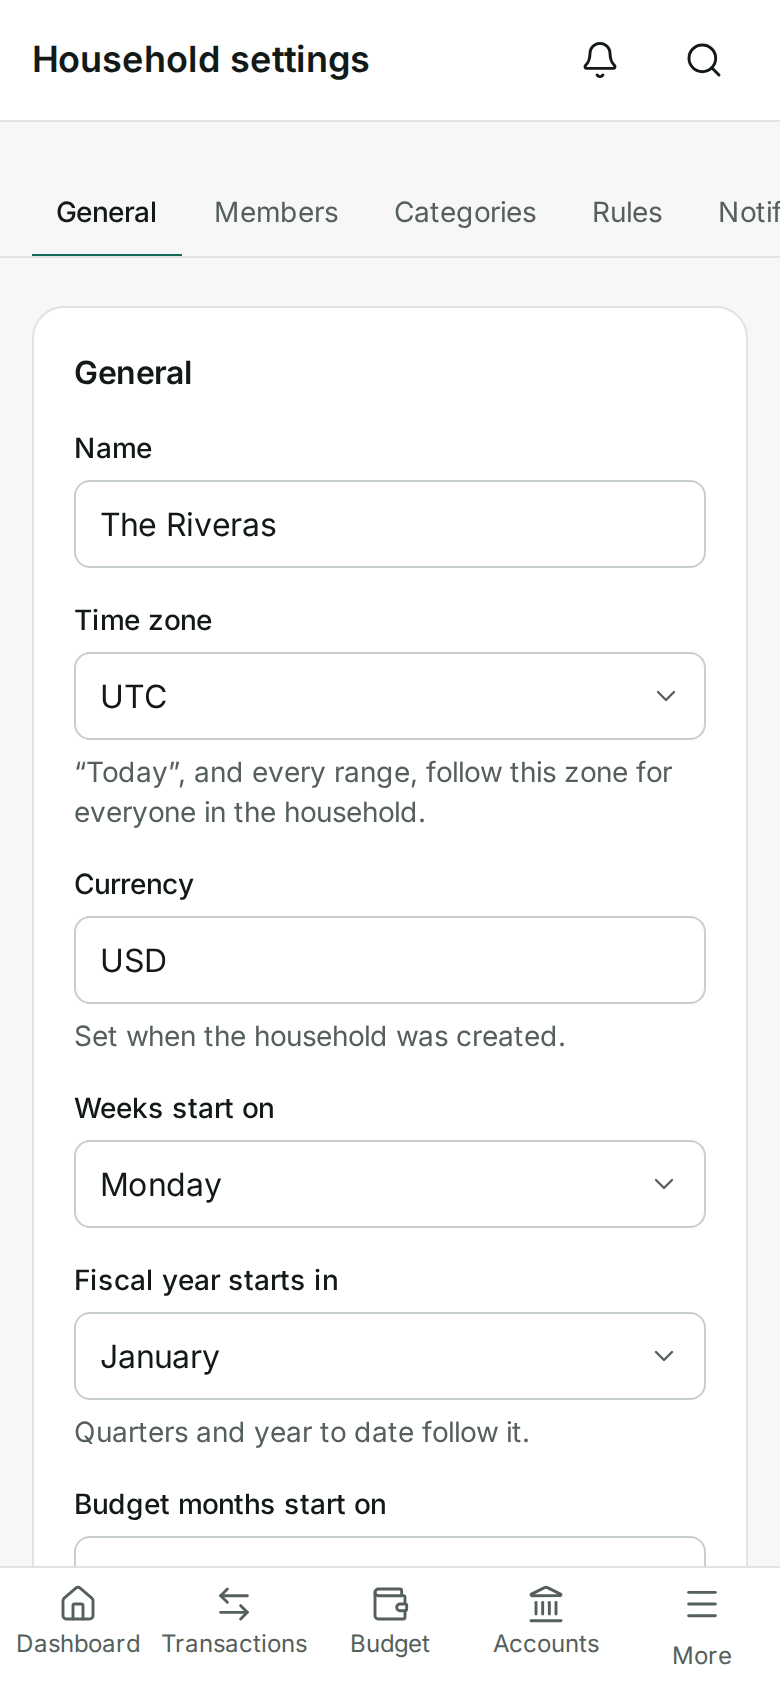 Household settings
General Members Categories Rules Notif
General
Name
The Riveras
Time zone
UTC
“Today”, and every range, follow this zone for
everyone in the household.
Currency
USD
Set when the household was created.
Weeks start on
Monday
Fiscal year starts in
January
Quarters and year to date follow it.
Budget months start on
Dashboard Transactions Budget Accounts More